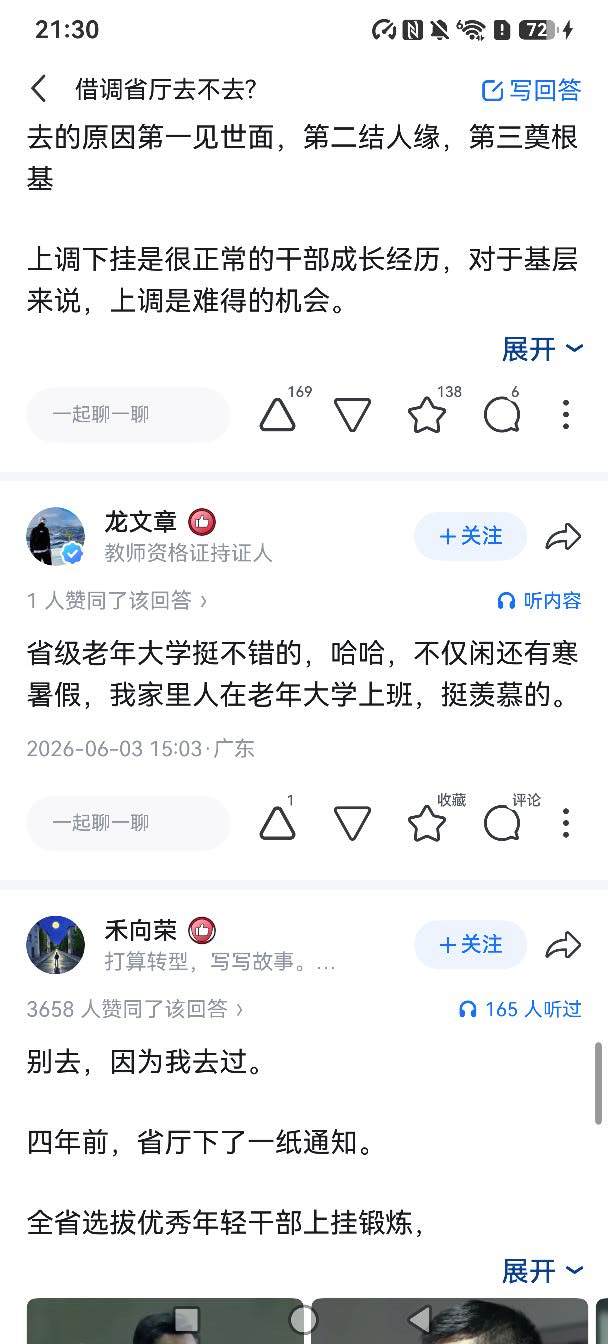 21:30
6
72
借调省厅去不去?
写回答
去的原因第一见世面，第二结人缘，第三奠根
基
上调下挂是很正常的干部成长经历，对于基层
来说，上调是难得的机会。
展开
一起聊一聊
169
138
6
龙文章
教师资格证持证人
+关注
1 人赞同了该回答 ›
听内容
省级老年大学挺不错的，哈哈，不仅闲还有寒
暑假，我家里人在老年大学上班，挺羡慕的。
2026-06-03 15:03·广东
一起聊一聊
1
收藏
评论
禾向荣
打算转型，写写故事。...
+关注
3658 人赞同了该回答 ›
165 人听过
别去，因为我去过。
四年前，省厅下了一纸通知。
全省选拔优秀年轻干部上挂锻炼，
展开